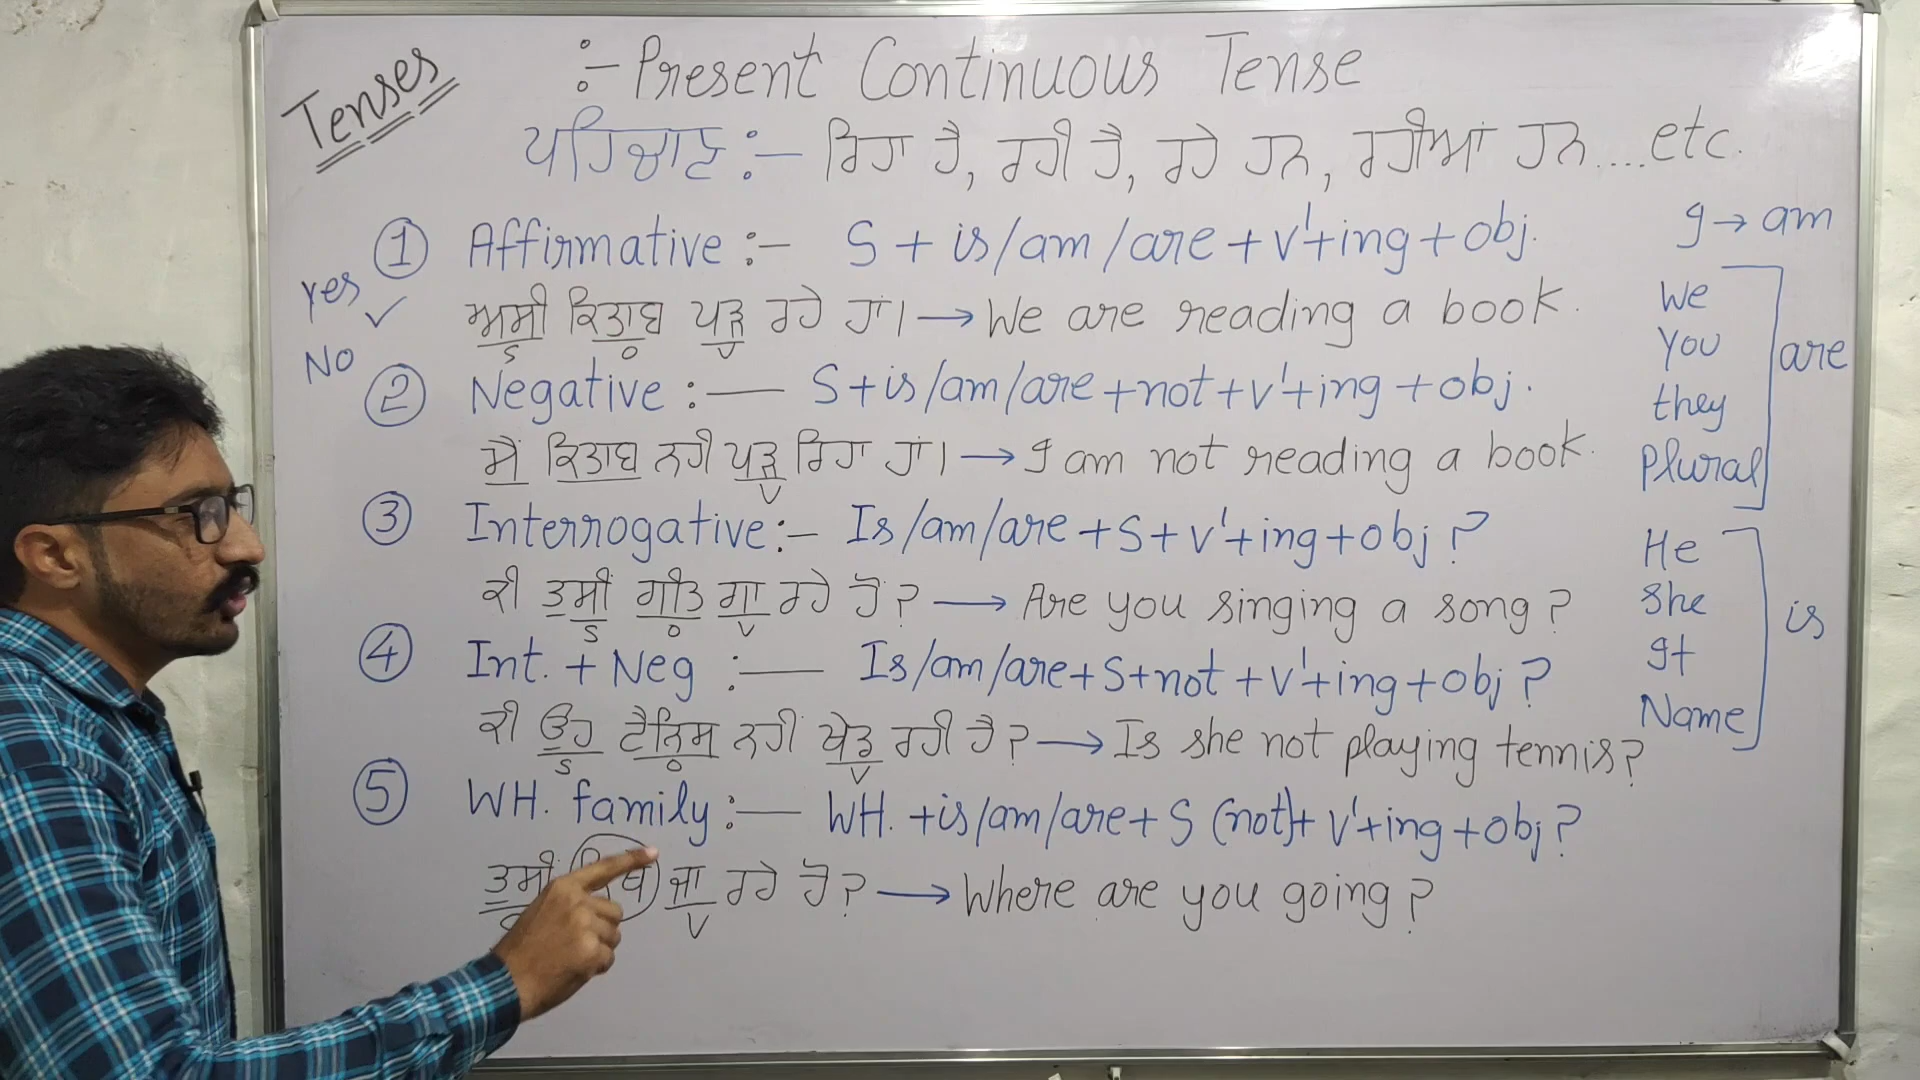 Tenses
:- Present Continuous Tense
ਪਹਿਚਾਣ :- ਰਿਹਾ ਹੈ, ਰਹੀ ਹੈ, ਰਹੇ ਹਨ, ਰਹੀਆਂ ਹਨ....etc.
① Affirmative :- S + is/am/are + V¹+ing + obj.
Yes ✓
No
ਅਸੀ ਕਿਤਾਬ ਪੜ ਰਹੇ ਹਾਂ। → We are reading a book.
S O V
② Negative :— S+is/am/are+not+V¹+ing+obj.
ਮੈਂ ਕਿਤਾਬ ਨਹੀ ਪੜ ਰਿਹਾ ਹਾਂ। → I am not reading a book.
V
③ Interrogative:- Is/am/are+S+V¹+ing+obj?
ਕੀ ਤੁਸੀ ਗੀਤ ਗਾ ਰਹੇ ਹੋ? → Are you singing a song?
S O V
④ Int. + Neg :— Is/am/are+S+not+V¹+ing+obj?
ਕੀ ਉਹ ਟੈਨਿਸ ਨਹੀ ਖੇਡ ਰਹੀ ਹੈ? → Is she not playing tennis?
S O V
⑤ WH. family:— WH. +is/am/are+S (not)+V¹+ing+obj?
ਤੁਸੀ ਜਾ ਰਹੇ ਹੋ? → Where are you going?
V
I → am
We
You
they
Plural
are
He
She
It
Name
is